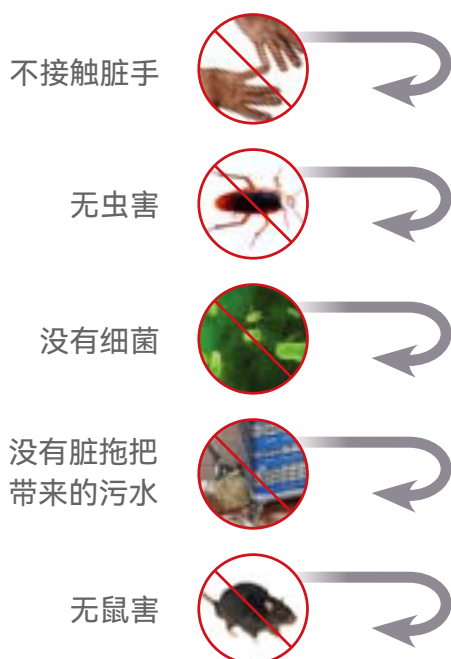 不接触脏手
无虫害
没有细菌
没有脏拖把
带来的污水
无鼠害